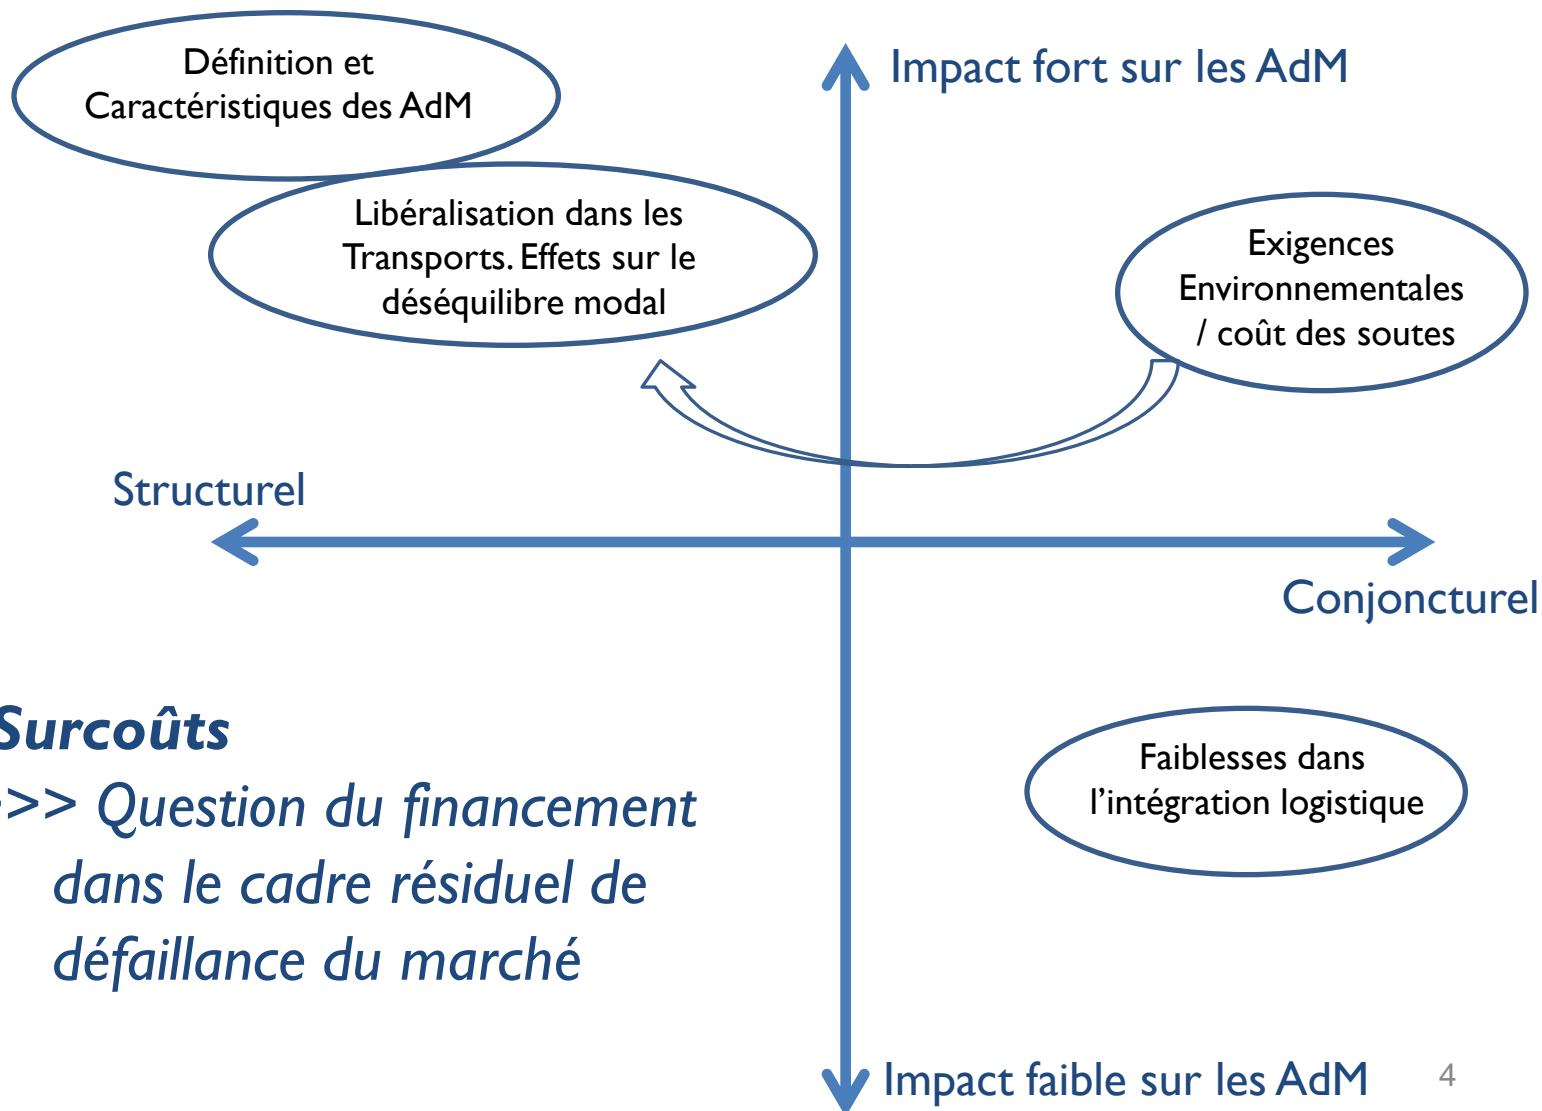 Définition et
Caractéristiques des AdM
Impact fort sur les AdM
Libéralisation dans les
Transports. Effets sur le
déséquilibre modal
Exigences
Environnementales
/ coût des soutes
Structurel
Conjoncturel
Surcoûts
>> Question du financement
dans le cadre résiduel de
défaillance du marché
Faiblesses dans
l’intégration logistique
Impact faible sur les AdM
4